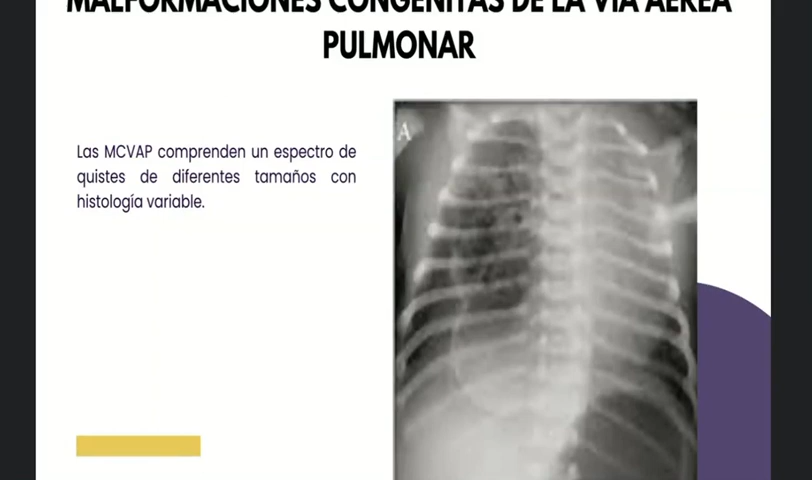 MALFORMACIONES CONGÉNITAS DE LA VÍA AÉREA
PULMONAR
Las MCVAP comprenden un espectro de
quistes de diferentes tamaños con
histología variable.
A